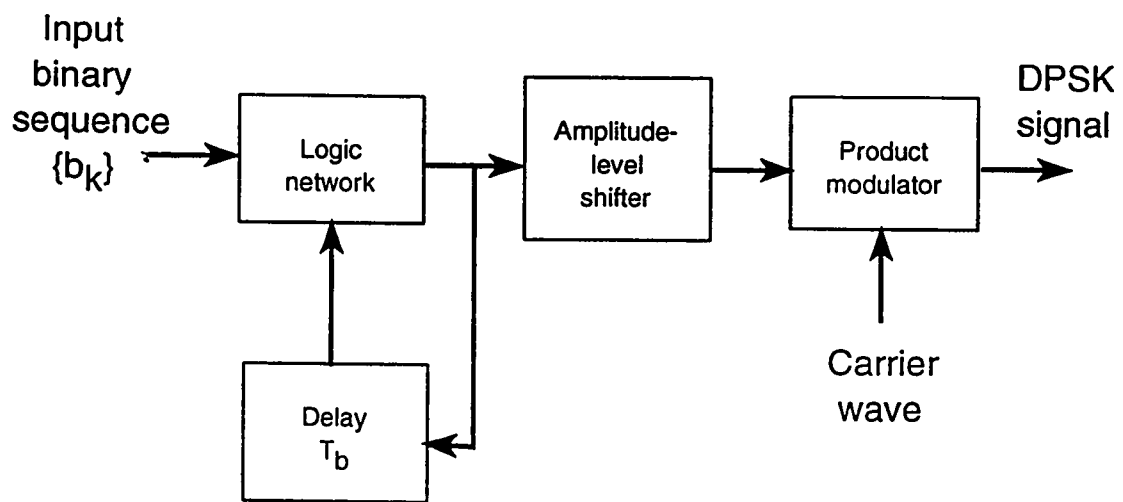 Input
binary
sequence
{bk}
Logic
network
Amplitude-
level
shifter
Product
modulator
DPSK
signal
Delay
Tb
Carrier
wave